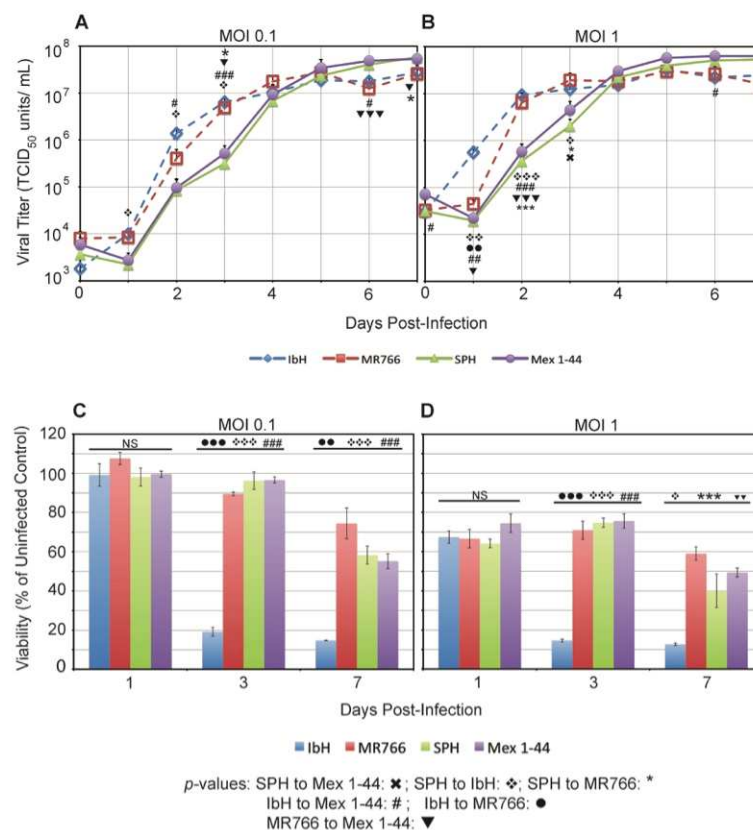 A
MOI 0.1
B
MOI 1
Viral Titer (TCID50 units/ mL)
10^8
10^7
10^6
10^5
10^4
10^3
# ❖ ❖ * ▼ ### ❖ # ▼▼▼ ▼ *
# ❖❖ ●● ## ▼ ❖❖❖ ### ▼▼▼ *** ❖ * ✖ #
0 2 4 6
0 2 4 6
Days Post-Infection
IbH MR766 SPH Mex 1-44
C
MOI 0.1
D
MOI 1
Viability (% of Uninfected Control)
120
100
80
60
40
20
0
NS ●●● ❖❖❖ ### ●● ❖❖❖ ###
NS ●●● ❖❖❖ ### ❖ *** ▼▼
1 3 7
1 3 7
Days Post-Infection
IbH MR766 SPH Mex 1-44
p-values: SPH to Mex 1-44: ✖ ; SPH to IbH: ❖ ; SPH to MR766: *
IbH to Mex 1-44: # ; IbH to MR766: ●
MR766 to Mex 1-44: ▼